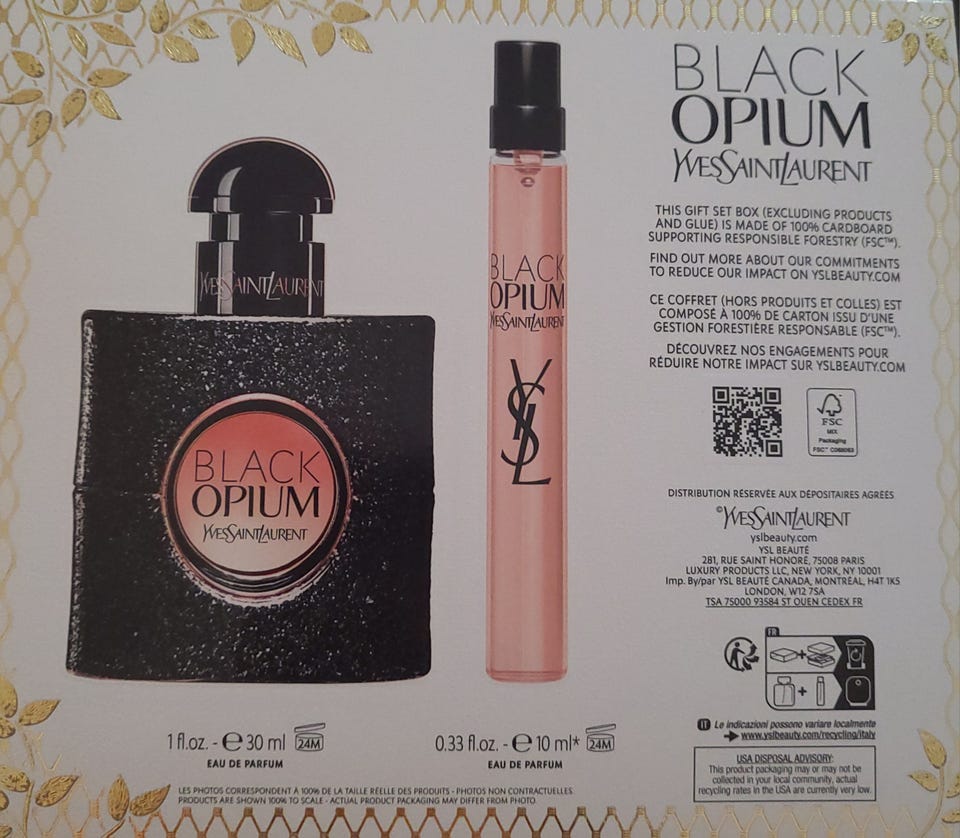 YVESSAINTLAURENT
BLACK
OPIUM
YVESSAINTLAURENT
BLACK
OPIUM
YVESSAINTLAURENT
YSL
BLACK
OPIUM
YVESSAINTLAURENT
THIS GIFT SET BOX (EXCLUDING PRODUCTS
AND GLUE) IS MADE OF 100% CARDBOARD
SUPPORTING RESPONSIBLE FORESTRY (FSC™).
FIND OUT MORE ABOUT OUR COMMITMENTS
TO REDUCE OUR IMPACT ON YSLBEAUTY.COM
CE COFFRET (HORS PRODUITS ET COLLES) EST
COMPOSÉ À 100% DE CARTON ISSU D'UNE
GESTION FORESTIÈRE RESPONSABLE (FSC™).
DÉCOUVREZ NOS ENGAGEMENTS POUR
RÉDUIRE NOTRE IMPACT SUR YSLBEAUTY.COM
FSC
MIX
Packaging
FSC™ C068063
DISTRIBUTION RÉSERVÉE AUX DÉPOSITAIRES AGRÉÉS
©YVESSAINTLAURENT
yslbeauty.com
YSL BEAUTÉ
281, RUE SAINT HONORÉ, 75008 PARIS
LUXURY PRODUCTS LLC, NEW YORK, NY 10001
Imp. By/par YSL BEAUTÉ CANADA, MONTRÉAL, H4T 1K5
LONDON, W12 7SA
TSA 75000 93584 ST OUEN CEDEX FR
FR
+
+
IT Le indicazioni possono variare localmente
www.yslbeauty.com/recycling/italy
USA DISPOSAL ADVISORY:
This product packaging may or may not be
collected in your local community, actual
recycling rates in the USA are currently very low.
1 fl.oz. - ℮ 30 ml 24M
EAU DE PARFUM
0.33 fl.oz. - ℮ 10 ml* 24M
EAU DE PARFUM
LES PHOTOS CORRESPONDENT À 100% DE LA TAILLE RÉELLE DES PRODUITS - PHOTOS NON CONTRACTUELLES.
PRODUCTS ARE SHOWN 100% TO SCALE - ACTUAL PRODUCT PACKAGING MAY DIFFER FROM PHOTO.